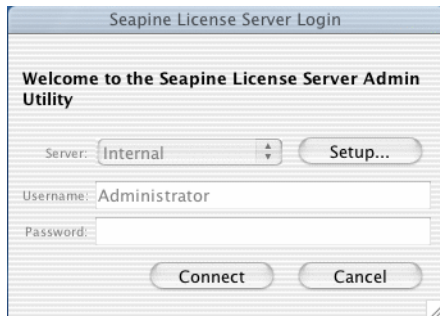 Seapine License Server Login
Welcome to the Seapine License Server Admin
Utility
Server: Internal Setup...
Username: Administrator
Password:
Connect Cancel